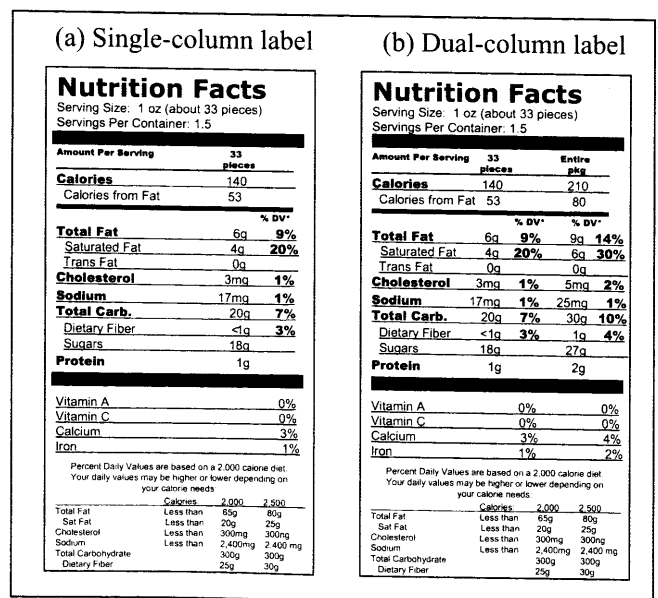 (a) Single-column label
Nutrition Facts
Serving Size: 1 oz (about 33 pieces)
Servings Per Container: 1.5
Amount Per Serving 33 pieces
Calories 140
Calories from Fat 53
% DV*
Total Fat 6g 9%
Saturated Fat 4g 20%
Trans Fat 0g
Cholesterol 3mg 1%
Sodium 17mg 1%
Total Carb. 20g 7%
Dietary Fiber <1g 3%
Sugars 18g
Protein 1g
Vitamin A 0%
Vitamin C 0%
Calcium 3%
Iron 1%
Percent Daily Values are based on a 2,000 calorie diet.
Your daily values may be higher or lower depending on
your calorie needs
Calories 2,000 2,500
Total Fat Less than 65g 80g
Sat Fat Less than 20g 25g
Cholesterol Less than 300mg 300ng
Sodium Less than 2,400mg 2,400 mg
Total Carbohydrate 300g 300g
Dietary Fiber 25g 30g
(b) Dual-column label
Nutrition Facts
Serving Size: 1 oz (about 33 pieces)
Servings Per Container: 1.5
Amount Per Serving 33 pieces Entire pkg
Calories 140 210
Calories from Fat 53 80
% DV* % DV*
Total Fat 6g 9% 9g 14%
Saturated Fat 4g 20% 6g 30%
Trans Fat 0g 0g
Cholesterol 3mg 1% 5mg 2%
Sodium 17mg 1% 25mg 1%
Total Carb. 20g 7% 30g 10%
Dietary Fiber <1g 3% 1g 4%
Sugars 18g 27g
Protein 1g 2g
Vitamin A 0% 0%
Vitamin C 0% 0%
Calcium 3% 4%
Iron 1% 2%
Percent Daily Values are based on a 2,000 calorie diet.
Your daily values may be higher or lower depending on
your calorie needs
Calories 2,000 2,500
Total Fat Less than 65g 80g
Sat Fat Less than 20g 25g
Cholesterol Less than 300mg 300ng
Sodium Less than 2,400mg 2,400 mg
Total Carbohydrate 300g 300g
Dietary Fiber 25g 30g